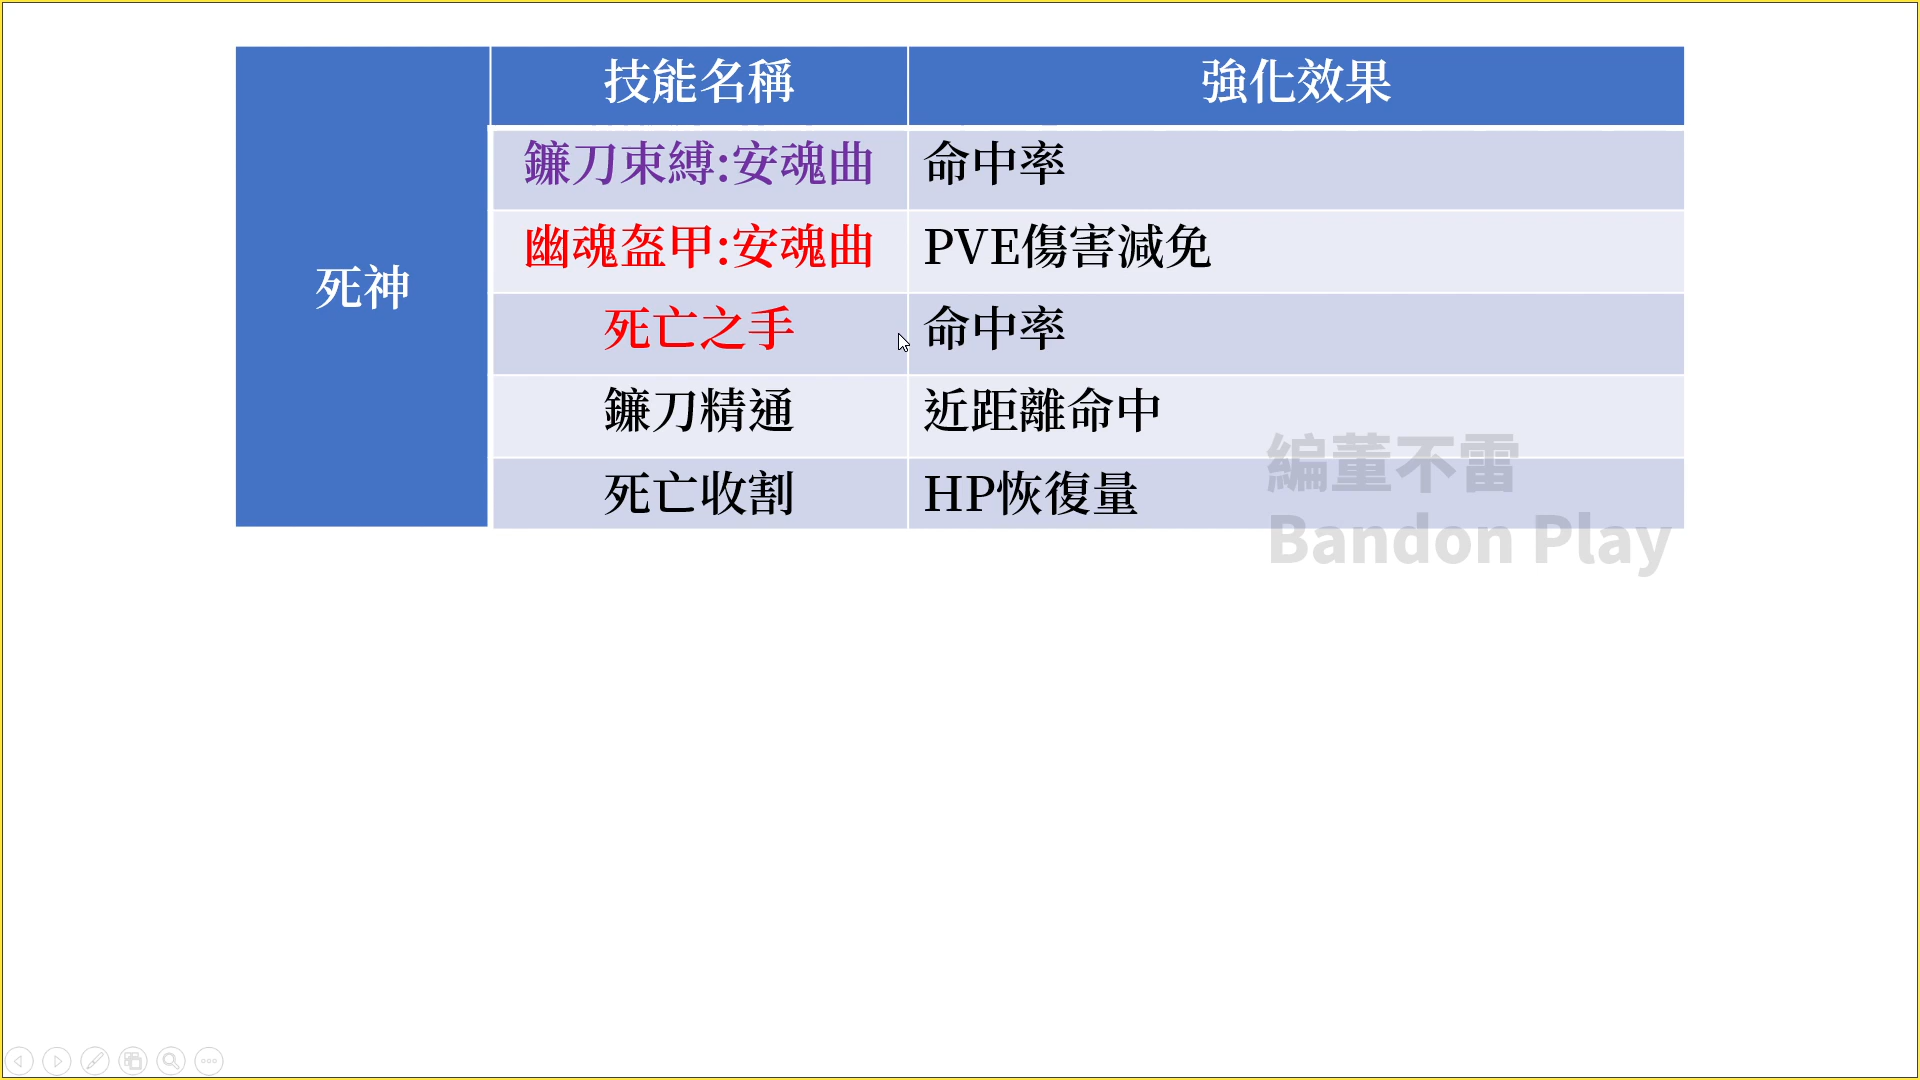 死神
技能名稱 強化效果
鐮刀束縛:安魂曲 命中率
幽魂盔甲:安魂曲 PVE傷害減免
死亡之手 命中率
鐮刀精通 近距離命中
死亡收割 HP恢復量
編董不雷
Bandon Play